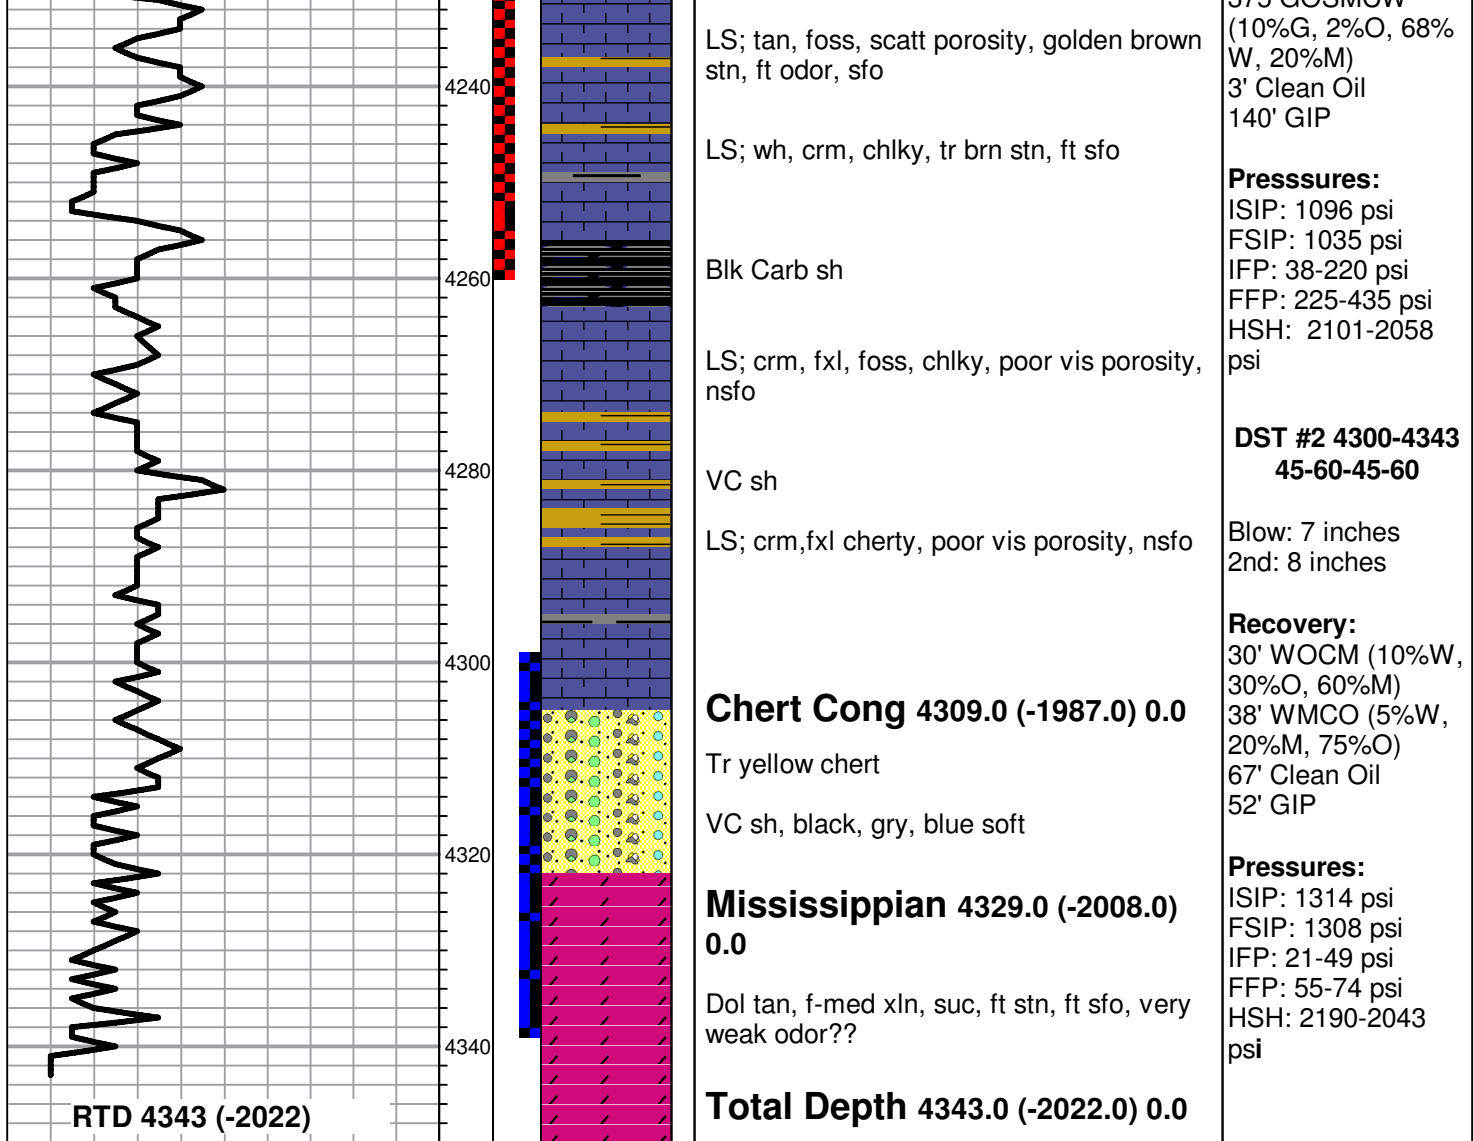 375' GOSMCW
(10%G, 2%O, 68%
W, 20%M)
3' Clean Oil
140' GIP
Presssures:
ISIP: 1096 psi
FSIP: 1035 psi
IFP: 38-220 psi
FFP: 225-435 psi
HSH: 2101-2058
psi
DST #2 4300-4343
45-60-45-60
Blow: 7 inches
2nd: 8 inches
Recovery:
30' WOCM (10%W,
30%O, 60%M)
38' WMCO (5%W,
20%M, 75%O)
67' Clean Oil
52' GIP
Pressures:
ISIP: 1314 psi
FSIP: 1308 psi
IFP: 21-49 psi
FFP: 55-74 psi
HSH: 2190-2043
psi
LS; tan, foss, scatt porosity, golden brown
stn, ft odor, sfo
LS; wh, crm, chlky, tr brn stn, ft sfo
Blk Carb sh
LS; crm, fxl, foss, chlky, poor vis porosity,
nsfo
VC sh
LS; crm,fxl cherty, poor vis porosity, nsfo
Chert Cong 4309.0 (-1987.0) 0.0
Tr yellow chert
VC sh, black, gry, blue soft
Mississippian 4329.0 (-2008.0)
0.0
Dol tan, f-med xln, suc, ft stn, ft sfo, very
weak odor??
Total Depth 4343.0 (-2022.0) 0.0
4240
4260
4280
4300
4320
4340
RTD 4343 (-2022)